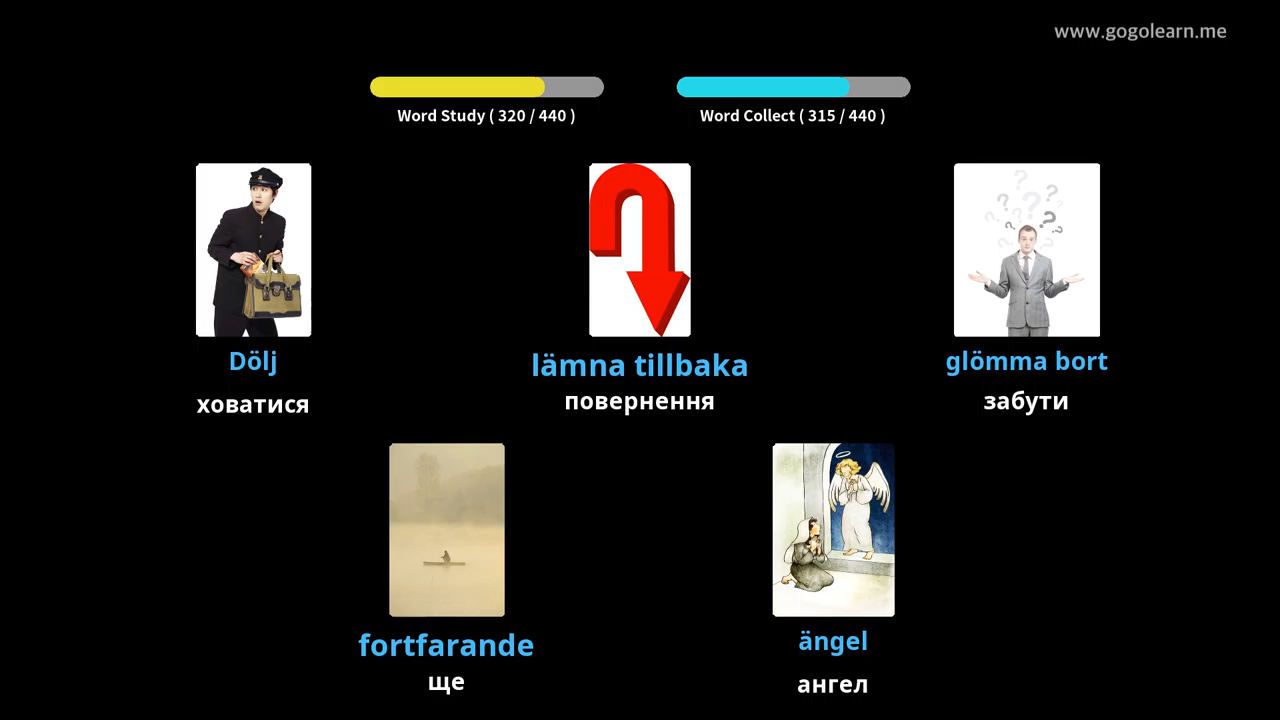 www.gogolearn.me
Word Study ( 320 / 440 )
Word Collect ( 315 / 440 )
Dölj
ховатися
lämna tillbaka
повернення
glömma bort
забути
fortfarande
ще
ängel
ангел